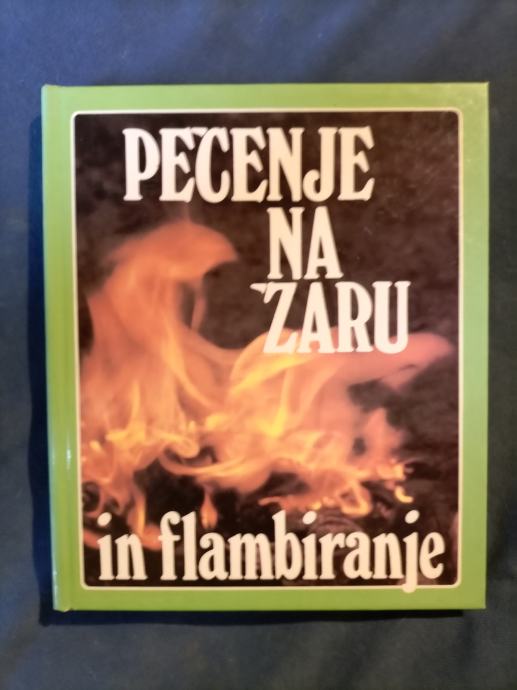 PEČENJE
NA
ŽARU
in flambiranje